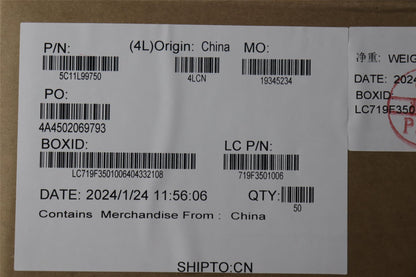 P/N: (4L)Origin: China MO:
5C11L99750 4LCN 19345234
PO:
4A4502069793
BOXID: LC P/N:
LC719F3501006404332108 719F3501006
DATE: 2024/1/24 11:56:06 QTY:
50
Contains Merchandise From : China
SHIPTO:CN
净重: WEIG
DATE: 2024
BOXID:
LC719F350
P